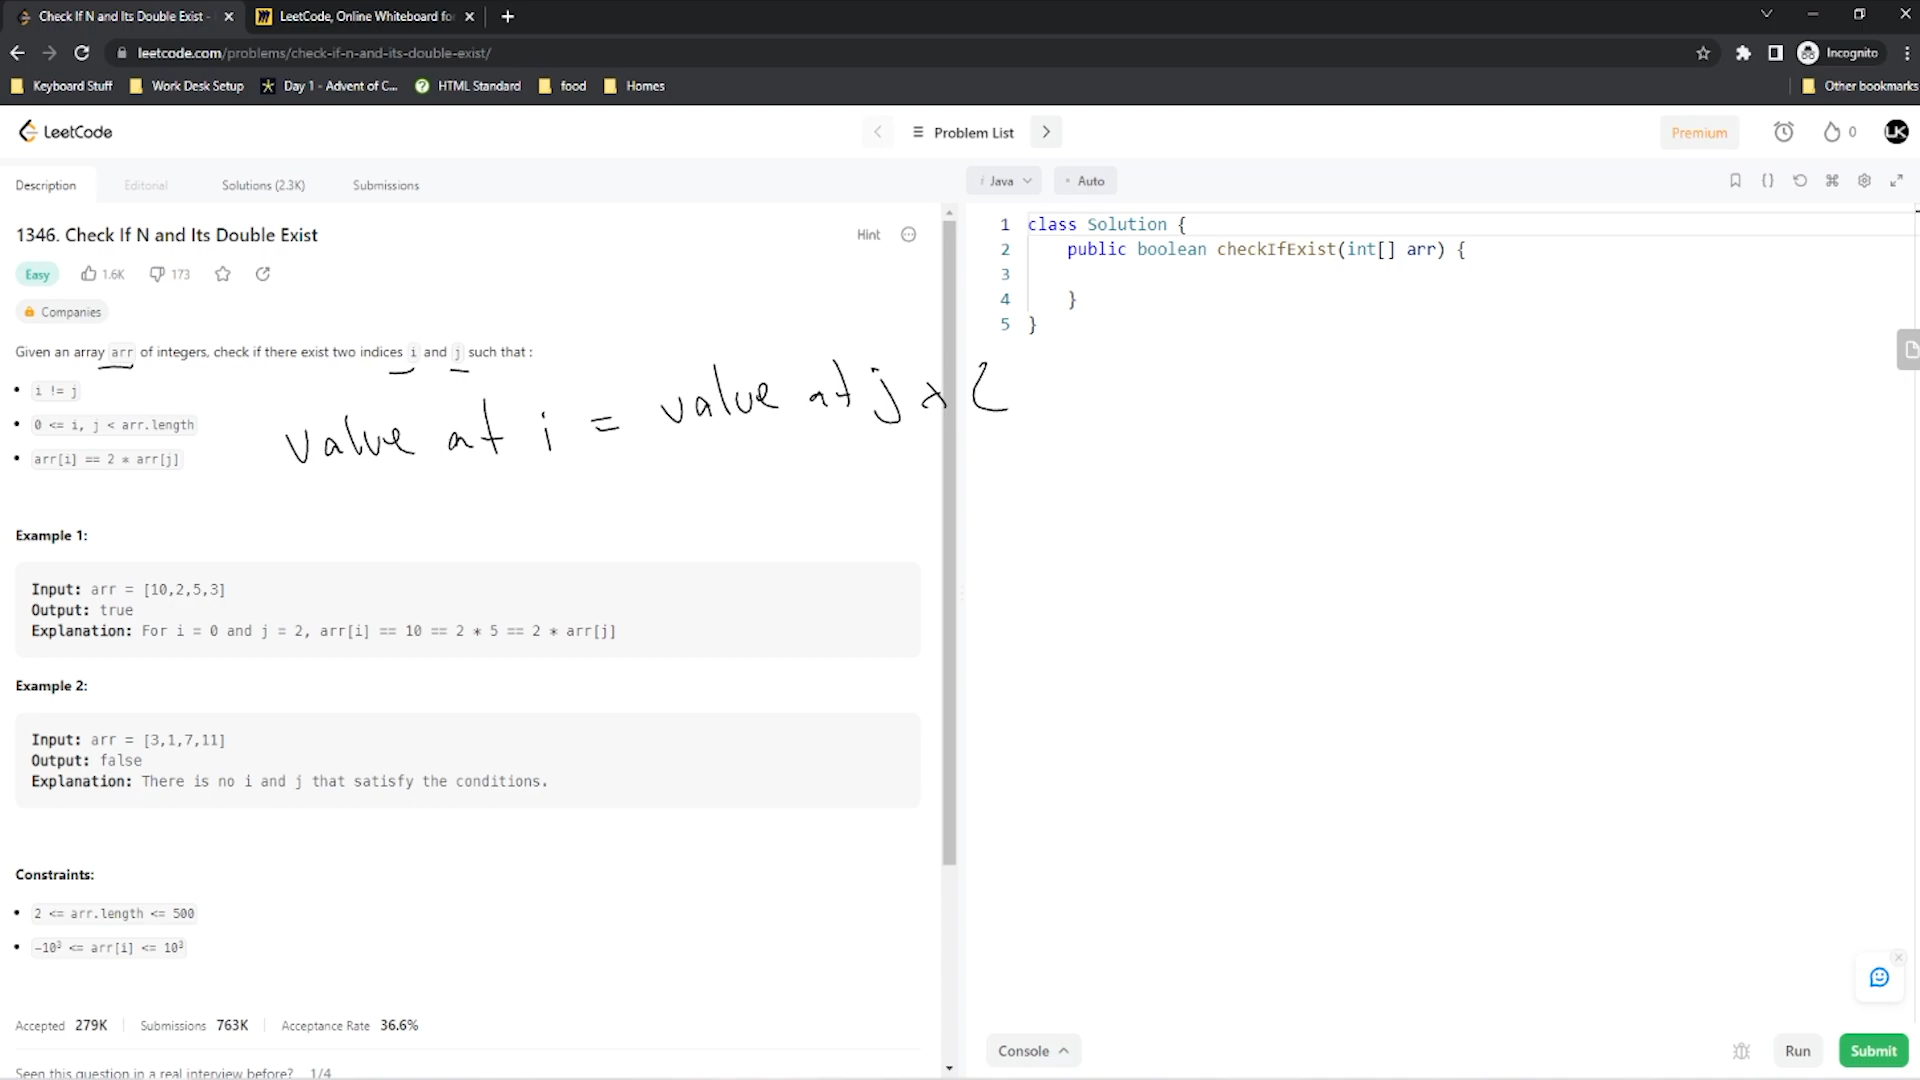 Check If N and Its Double Exist -
LeetCode, Online Whiteboard fo
leetcode.com/problems/check-if-n-and-its-double-exist/
Incognito
Keyboard Stuff
Work Desk Setup
Day 1 - Advent of C...
HTML Standard
food
Homes
Other bookmarks
LeetCode
Problem List
Premium
0
LK
Description
Editorial
Solutions (2.3K)
Submissions
i Java
Auto
1346. Check If N and Its Double Exist
Hint
Easy
1.6K
173
Companies
Given an array arr of integers, check if there exist two indices i and j such that :
i != j
0 <= i, j < arr.length
arr[i] == 2 * arr[j]
value at i = value at j x 2
Example 1:
Input: arr = [10,2,5,3]
Output: true
Explanation: For i = 0 and j = 2, arr[i] == 10 == 2 * 5 == 2 * arr[j]
Example 2:
Input: arr = [3,1,7,11]
Output: false
Explanation: There is no i and j that satisfy the conditions.
Constraints:
2 <= arr.length <= 500
-10³ <= arr[i] <= 10³
Accepted 279K
Submissions 763K
Acceptance Rate 36.6%
Seen this question in a real interview before? 1/4
1 class Solution {
2 public boolean checkIfExist(int[] arr) {
3
4 }
5 }
Console
Run
Submit